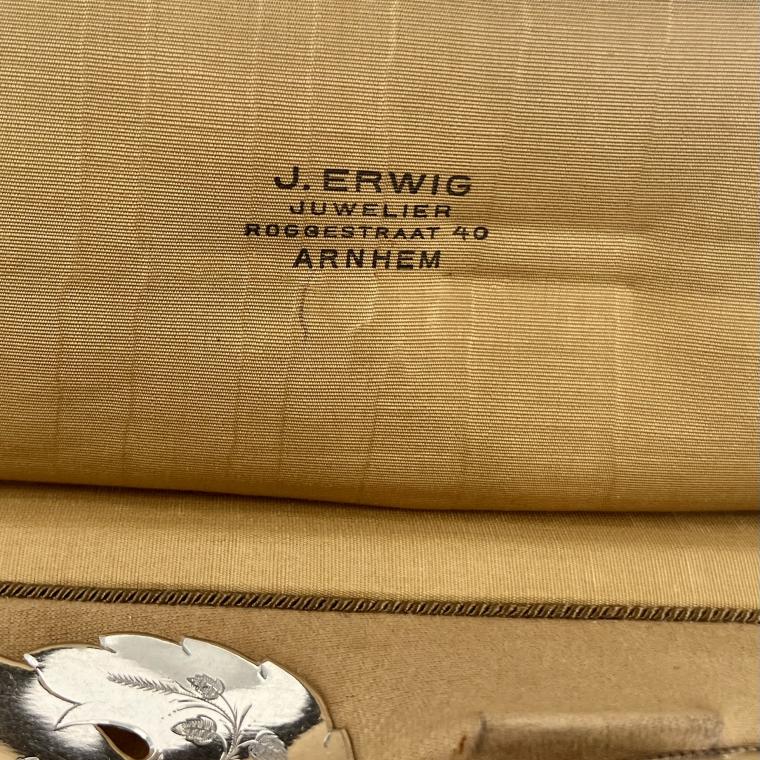 J. ERWIG
JUWELIER
ROGGESTRAAT 40
ARNHEM